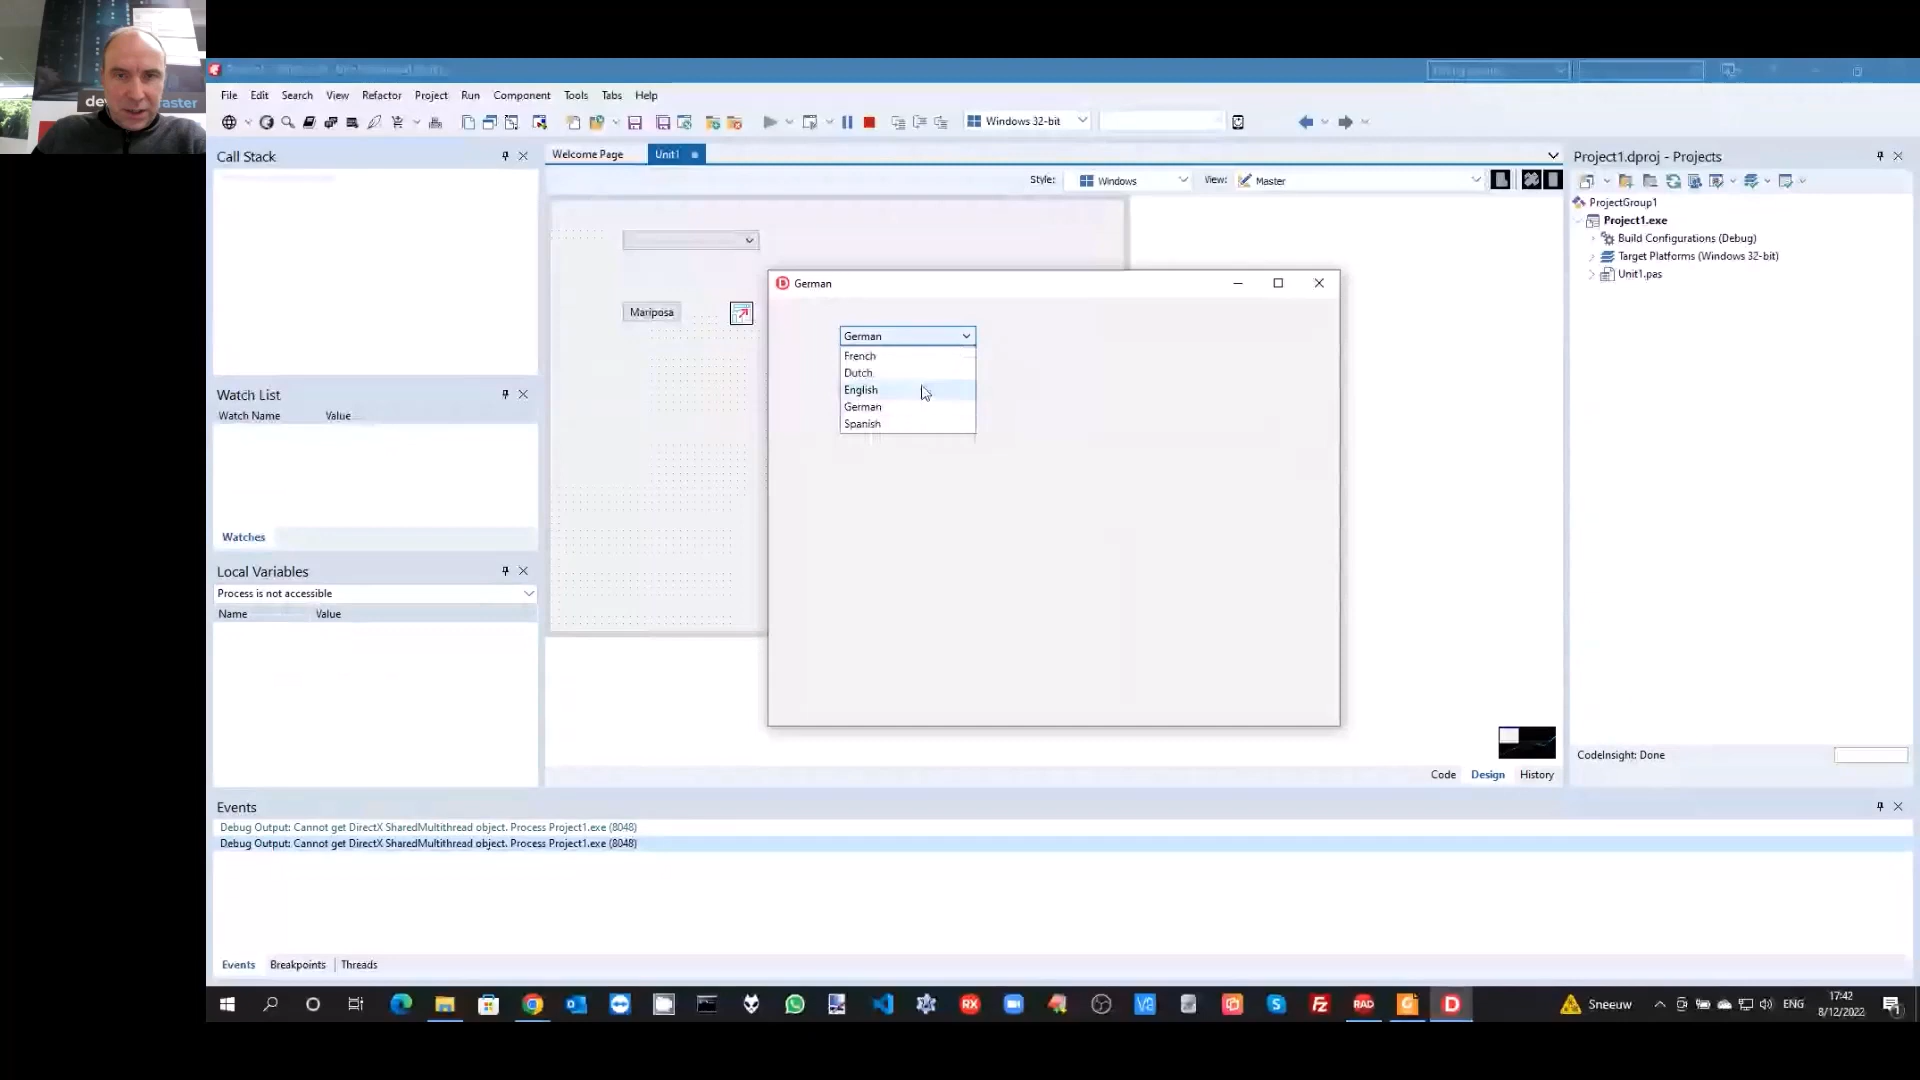 File Edit Search View Refactor Project Run Component Tools Tabs Help
Windows 32-bit
Call Stack
Welcome Page
Unit1
Project1.dproj - Projects
Style:
Windows
View:
Master
ProjectGroup1
Project1.exe
Build Configurations (Debug)
Target Platforms (Windows 32-bit)
Unit1.pas
Mariposa
German
German
French
Dutch
English
German
Spanish
Watch List
Watch Name Value
Watches
Local Variables
Process is not accessible
Name Value
CodeInsight: Done
Code Design History
Events
Debug Output: Cannot get DirectX SharedMultithread object. Process Project1.exe (8048)
Debug Output: Cannot get DirectX SharedMultithread object. Process Project1.exe (8048)
Events Breakpoints Threads
RX
RAD
D
Sneeuw
ENG
17:42
8/12/2022
1